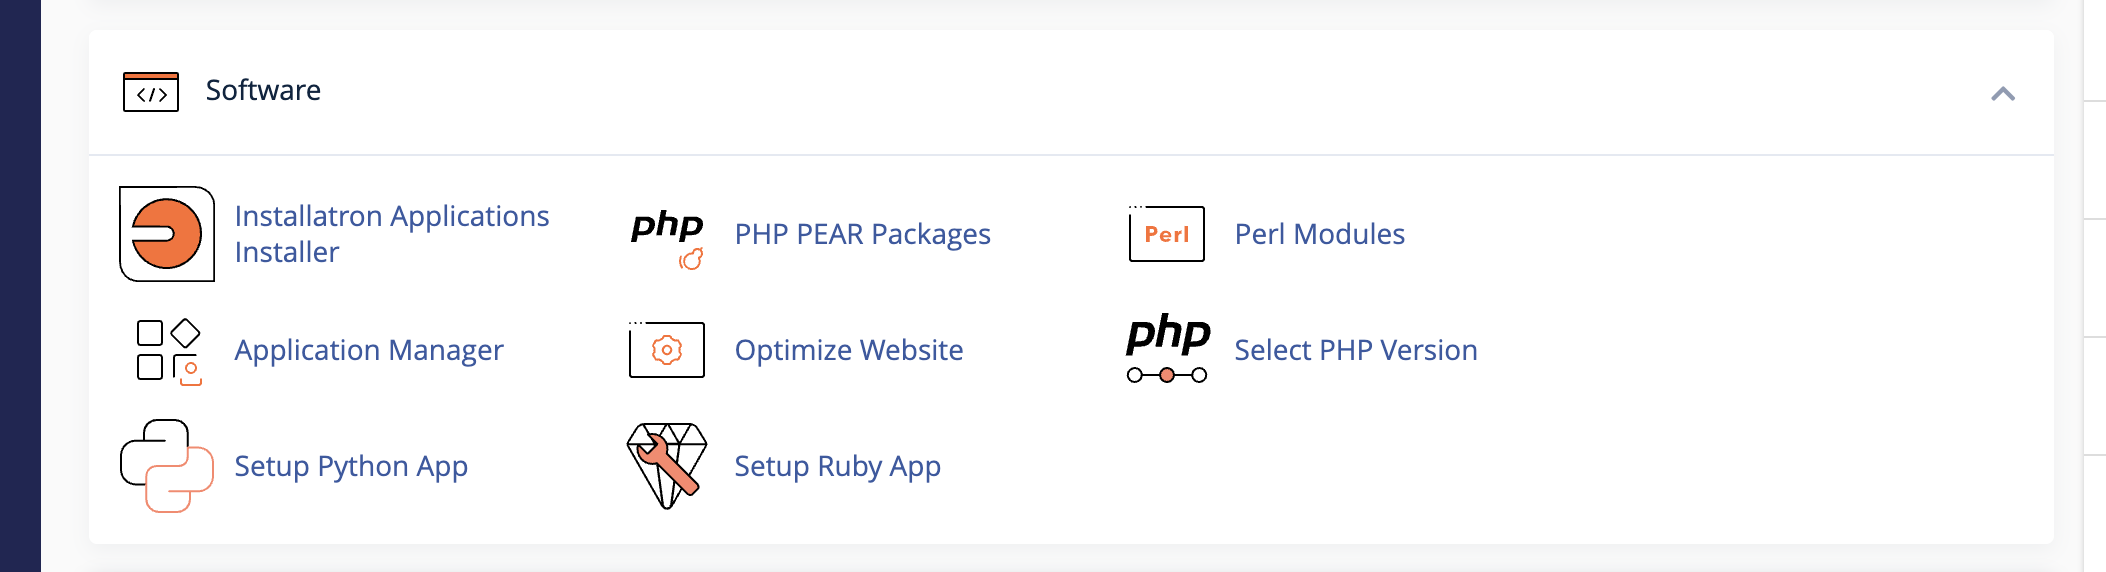 </>
Software
Installatron Applications
Installer
php
PHP PEAR Packages
Perl
Perl Modules
Application Manager
Optimize Website
php
Select PHP Version
Setup Python App
Setup Ruby App